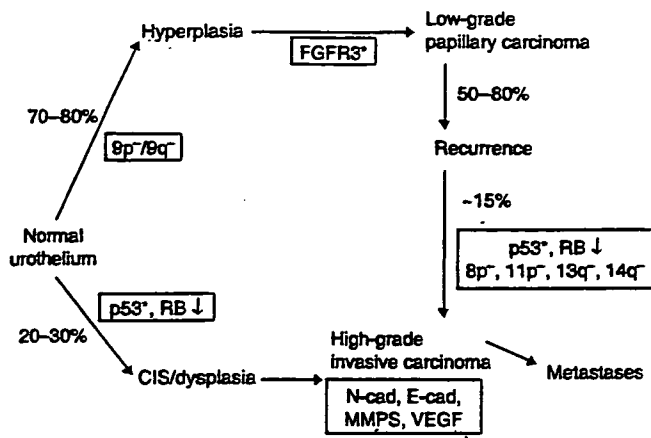 Hyperplasia
FGFR3*
Low-grade
papillary carcinoma
70–80%
9p⁻/9q⁻
50–80%
Recurrence
~15%
Normal
urothelium
p53*, RB ↓
8p⁻, 11p⁻, 13q⁻, 14q⁻
p53*, RB ↓
20–30%
High-grade
invasive carcinoma
CIS/dysplasia
Metastases
N-cad, E-cad,
MMPS, VEGF